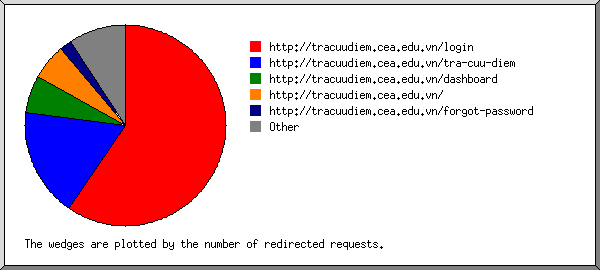 http://tracuudiem.cea.edu.vn/login
http://tracuudiem.cea.edu.vn/tra-cuu-diem
http://tracuudiem.cea.edu.vn/dashboard
http://tracuudiem.cea.edu.vn/
http://tracuudiem.cea.edu.vn/forgot-password
Other
The wedges are plotted by the number of redirected requests.